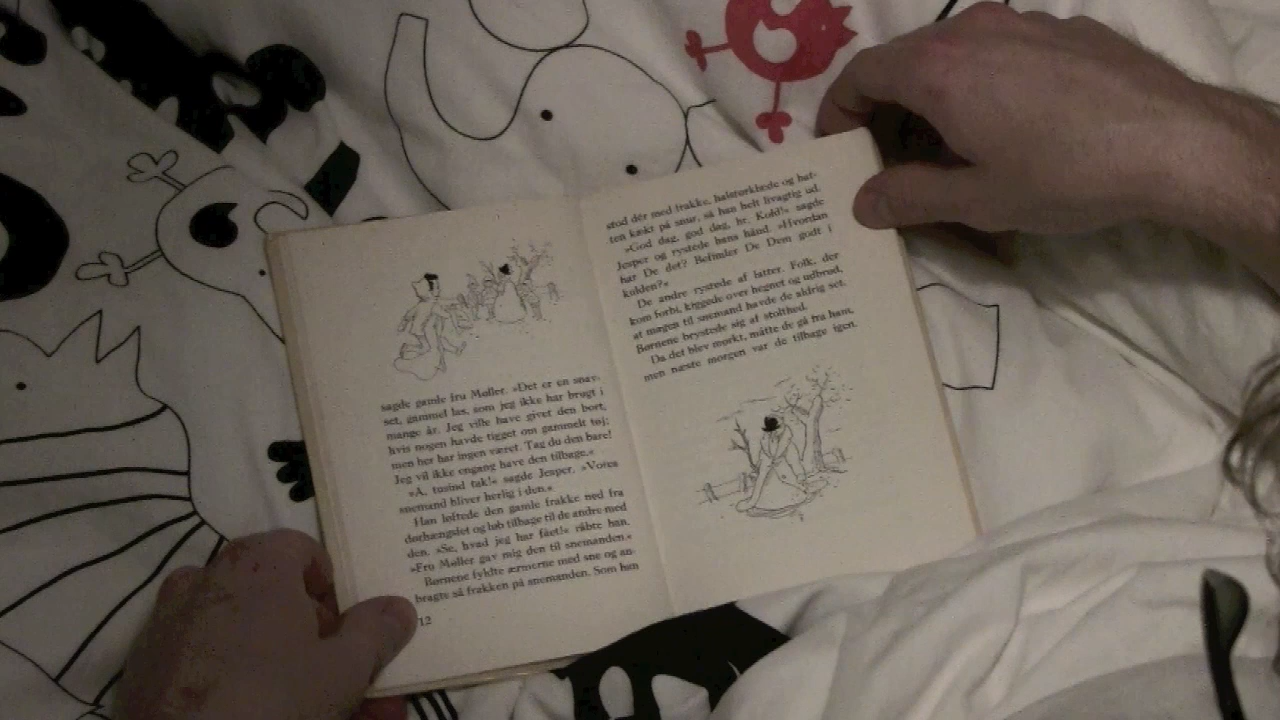 sagde gamle fru Møller. »Det er en snav-
set, gammel las, som jeg ikke har brugt i
mange år. Jeg ville have givet den bort,
hvis nogen havde tigget om gammelt tøj;
men her har ingen været. Tag du den bare!
Jeg vil ikke engang have den tilbage.«
»Å, tusind tak!« sagde Jesper. »Vores
snemand bliver herlig i den.«
Han løftede den gamle frakke ned fra
dørhængslet og løb tilbage til de andre med
den. »Se, hvad jeg har fået!« råbte han.
»Fru Møller gav mig den til snemanden.«
Børnene fyldte ærmerne med sne og an-
bragte så frakken på snemanden. Som han
12
stod dér med frakke, halstørklæde og hat-
ten kækt på snur, så han helt livagtig ud.
»God dag, god dag, hr. Kold!« sagde
Jesper og rystede hans hånd. »Hvordan
har De det? Befinder De Dem godt i
kulden?«
De andre rystede af latter. Folk, der
kom forbi, kiggede over hegnet og udbrød,
at magen til snemand havde de aldrig set.
Børnene brystede sig af stolthed.
Da det blev mørkt, måtte de gå fra ham,
men næste morgen var de tilbage igen.